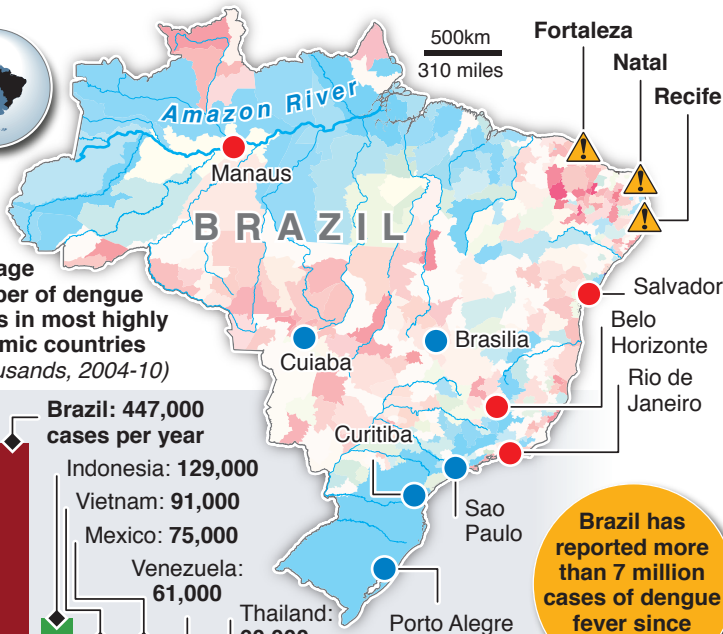 500km
310 miles
Fortaleza
Natal
Recife
Amazon River
Manaus
BRAZIL
Salvador
Belo
Horizonte
Rio de
Janeiro
Brasilia
Cuiaba
Curitiba
Sao
Paulo
Porto Alegre
of dengue
in most highly
countries
2004-10)
Brazil: 447,000
cases per year
Indonesia: 129,000
Vietnam: 91,000
Mexico: 75,000
Venezuela:
61,000
Thailand:
Brazil has
reported more
than 7 million
cases of dengue
fever since